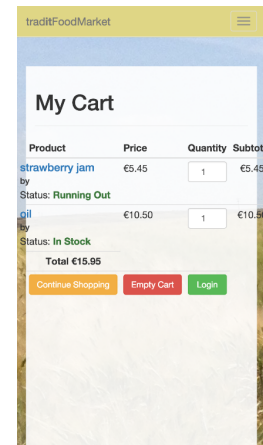 traditFoodMarket
My Cart
Product Price Quantity Subtot
strawberry jam €5.45 1 €5.45
by
Status: Running Out
oil €10.50 1 €10.50
by
Status: In Stock
Total €15.95
Continue Shopping Empty Cart Login